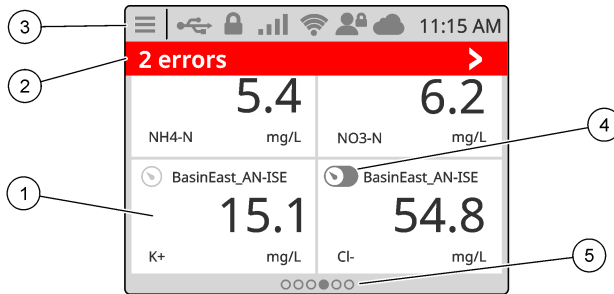 11:15 AM
3
2 errors
2
5.4
6.2
NH4-N mg/L
NO3-N mg/L
4
BasinEast_AN-ISE
BasinEast_AN-ISE
1
15.1
54.8
K+ mg/L
Cl- mg/L
5